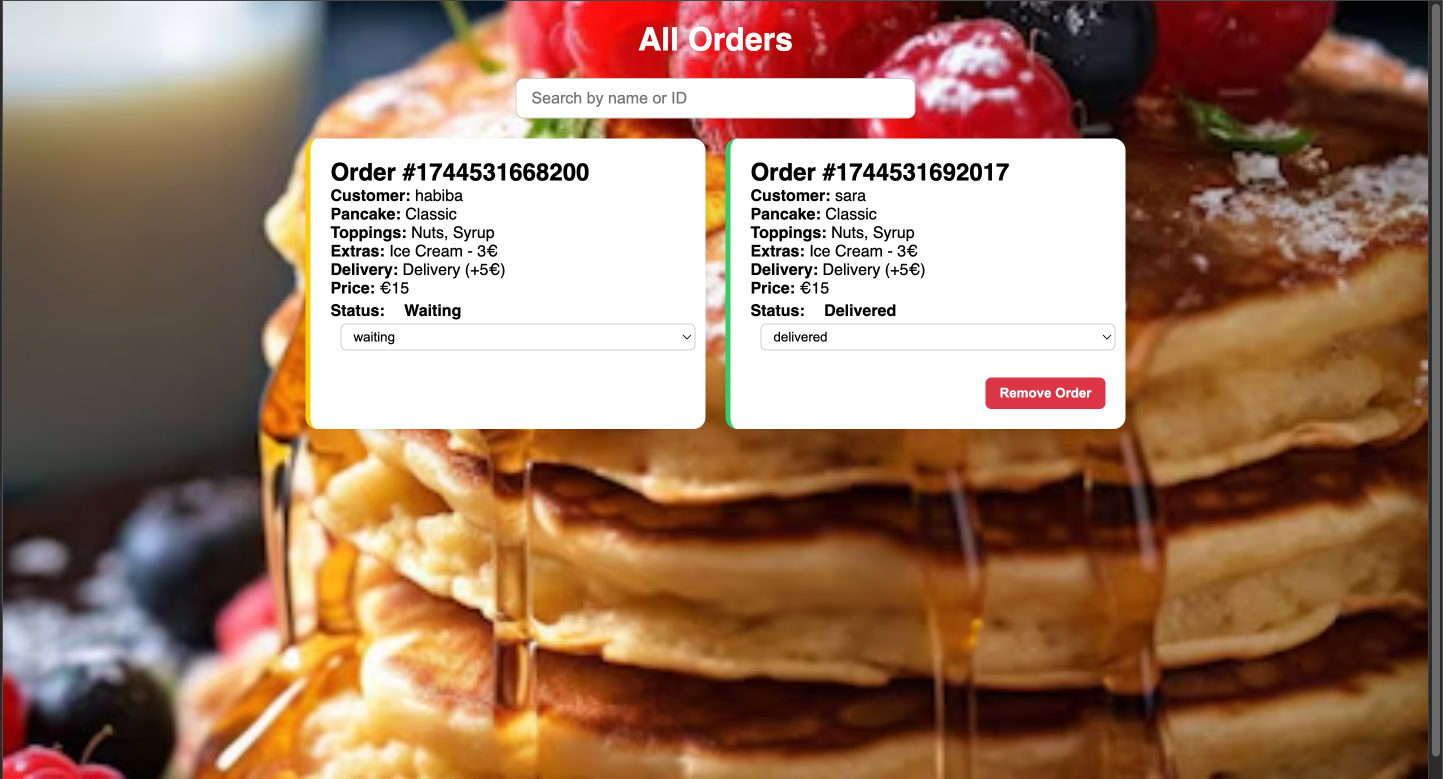 All Orders
Search by name or ID
Order #1744531668200
Customer: habiba
Pancake: Classic
Toppings: Nuts, Syrup
Extras: Ice Cream - 3€
Delivery: Delivery (+5€)
Price: €15
Status: Waiting
waiting
Order #1744531692017
Customer: sara
Pancake: Classic
Toppings: Nuts, Syrup
Extras: Ice Cream - 3€
Delivery: Delivery (+5€)
Price: €15
Status: Delivered
delivered
Remove Order